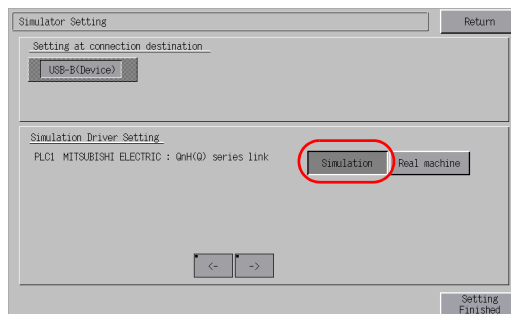 Simulator Setting
Return
Setting at connection destination
USB-B(Device)
Simulation Driver Setting
PLC1 MITSUBISHI ELECTRIC : QnH(Q) series link
Simulation
Real machine
<-
->
Setting
Finished